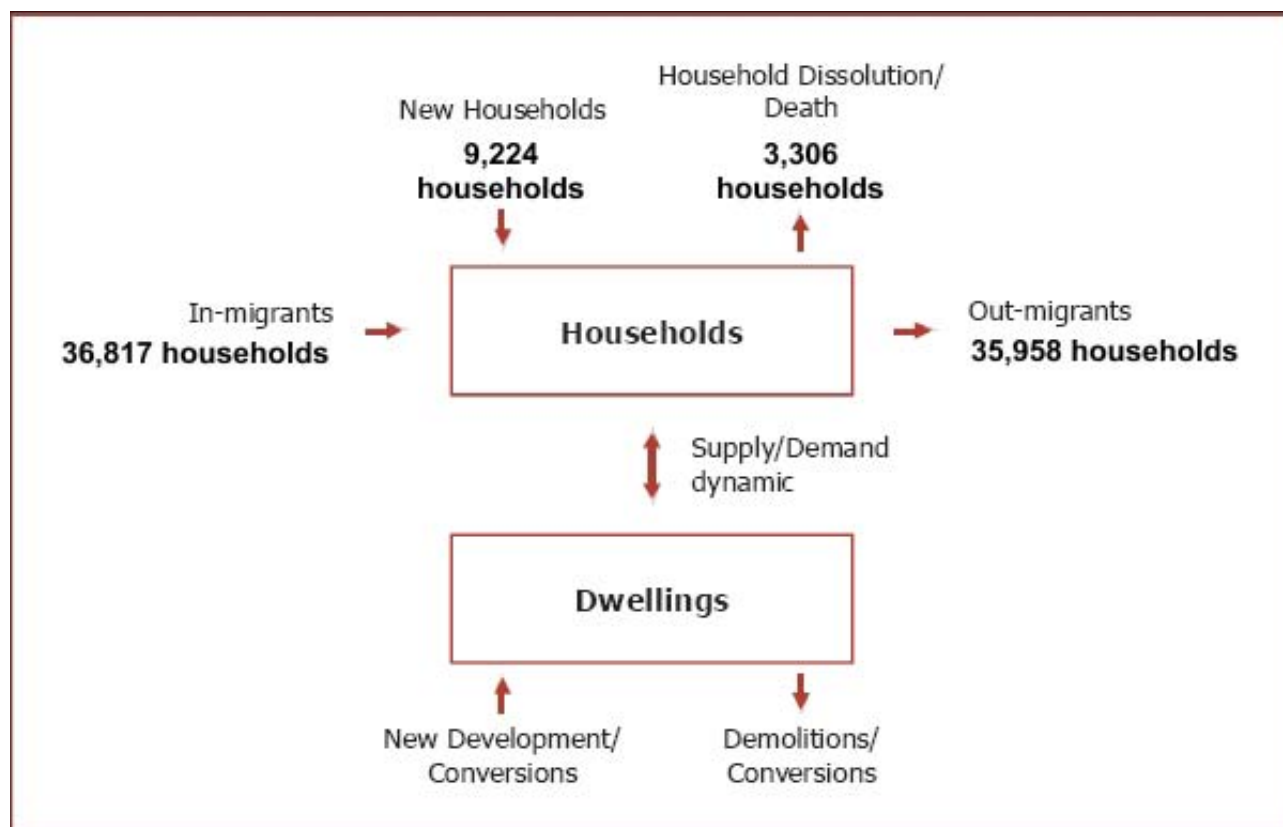 New Households
9,224
households
Household Dissolution/
Death
3,306
households
In-migrants
36,817 households
Households
Out-migrants
35,958 households
Supply/Demand
dynamic
Dwellings
New Development/
Conversions
Demolitions/
Conversions